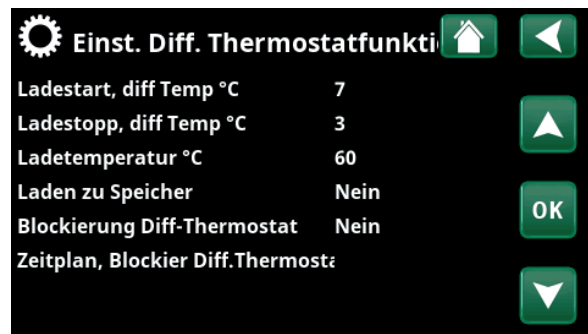 Einst. Diff. Thermostatfunkti
Ladestart, diff Temp °C 7
Ladestopp, diff Temp °C 3
Ladetemperatur °C 60
Laden zu Speicher Nein
Blockierung Diff-Thermostat Nein
OK
Zeitplan, Blockier Diff.Thermosta